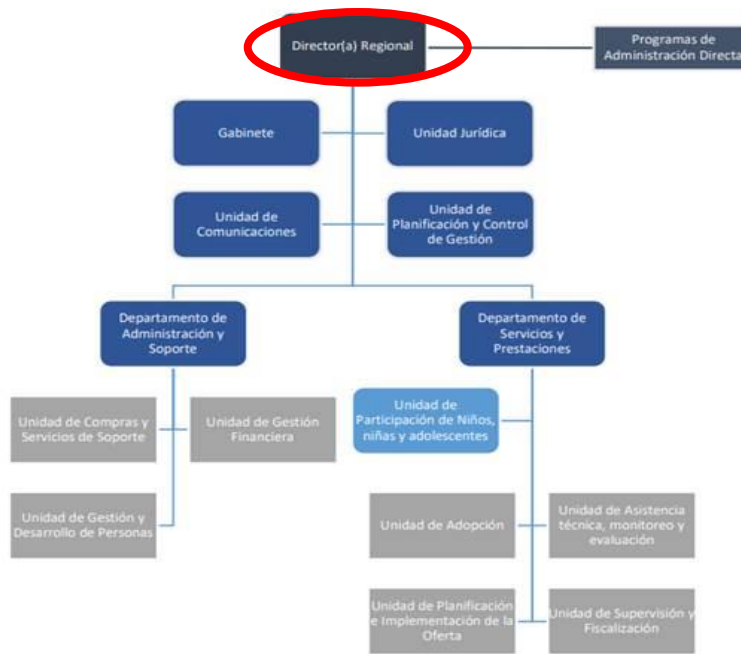 Director(a) Regional
Programas de
Administración Directa
Gabinete
Unidad Jurídica
Unidad de
Comunicaciones
Unidad de
Planificación y Control
de Gestión
Departamento de
Administración y
Soporte
Departamento de
Servicios y
Prestaciones
Unidad de Compras y
Servicios de Soporte
Unidad de Gestión
Financiera
Unidad de
Participación de Niños,
niñas y adolescentes
Unidad de Gestión y
Desarrollo de Personas
Unidad de Adopción
Unidad de Asistencia
técnica, monitoreo y
evaluación
Unidad de Planificación
e Implementación de la
Oferta
Unidad de Supervisión y
Fiscalización